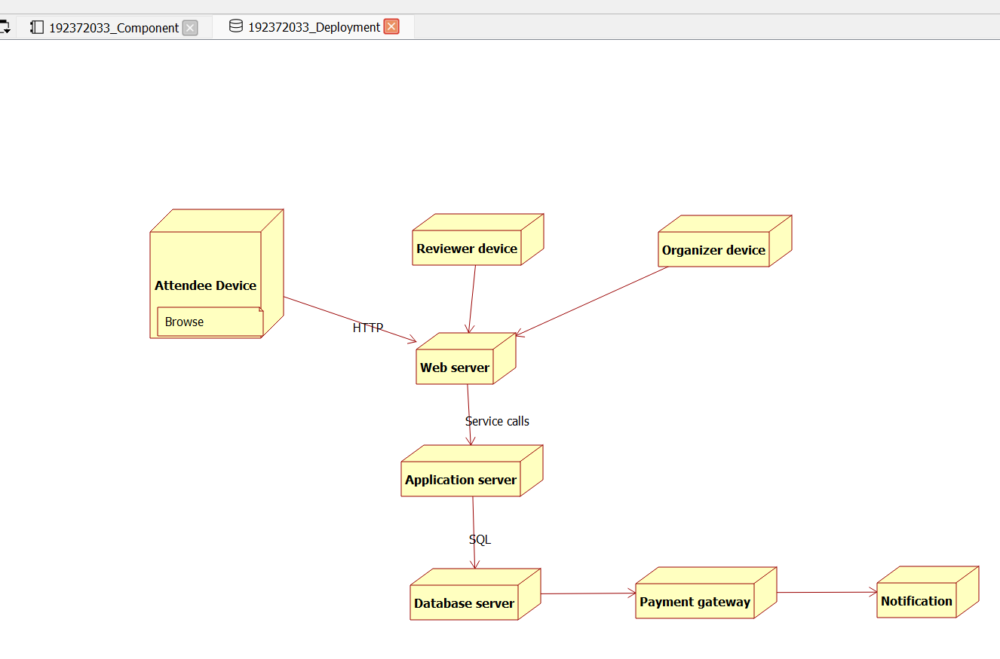 192372033_Component
192372033_Deployment
Attendee Device
Browse
Reviewer device
Organizer device
HTTP
Web server
Service calls
Application server
SQL
Database server
Payment gateway
Notification